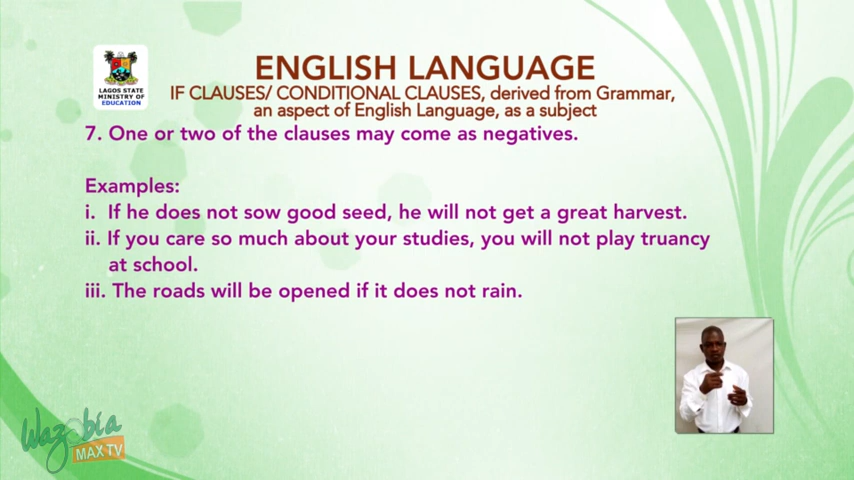 ENGLISH LANGUAGE
LAGOS STATE
MINISTRY OF
EDUCATION
IF CLAUSES/ CONDITIONAL CLAUSES, derived from Grammar,
an aspect of English Language, as a subject
7. One or two of the clauses may come as negatives.
Examples:
i. If he does not sow good seed, he will not get a great harvest.
ii. If you care so much about your studies, you will not play truancy
at school.
iii. The roads will be opened if it does not rain.
Wazobia
MAX TV